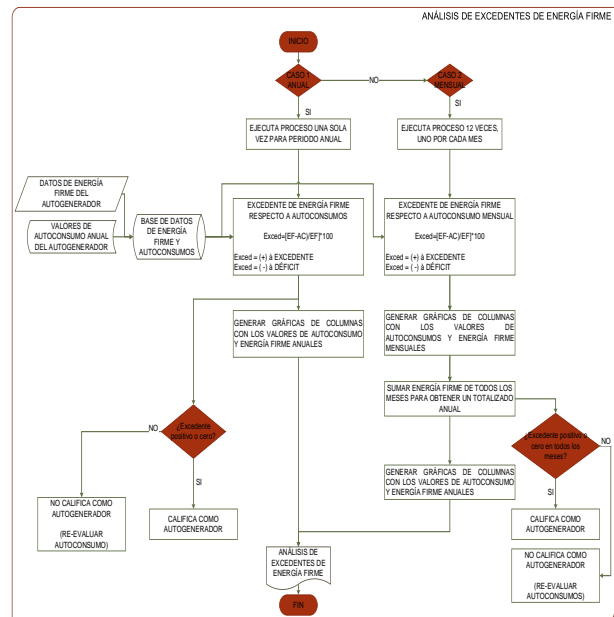 ANÁLISIS DE EXCEDENTES DE ENERGÍA FIRME
INICIO
CASO 1
ANUAL
NO
CASO 2
MENSUAL
SI
SI
EJECUTA PROCESO UNA SOLA
VEZ PARA PERIODO ANUAL
EJECUTA PROCESO 12 VECES,
UNO POR CADA MES
DATOS DE ENERGÍA
FIRME DEL
AUTOGENERADOR
VALORES DE
AUTOCONSUMO ANUAL
DEL AUTOGENERADOR
BASE DE DATOS
DE ENERGÍA
FIRME Y
AUTOCONSUMOS
EXCEDENTE DE ENERGÍA FIRME
RESPECTO A AUTOCONSUMOS
Exced=[EF-AC)/EF]*100
Exced = (+) à EXCEDENTE
Exced = ( -) à DÉFICIT
EXCEDENTE DE ENERGÍA FIRME
RESPECTO A AUTOCONSUMO MENSUAL
Exced=[EF-AC)/EF]*100
Exced = (+) à EXCEDENTE
Exced = ( -) à DÉFICIT
GENERAR GRÁFICAS DE COLUMNAS
CON LOS VALORES DE AUTOCONSUMO
Y ENERGÍA FIRME ANUALES
GENERAR GRÁFICAS DE COLUMNAS
CON LOS VALORES DE
AUTOCONSUMOS Y ENERGÍA FIRME
MENSUALES
SUMAR ENERGÍA FIRME DE TODOS LOS
MESES PARA OBTENER UN TOTALIZADO
ANUAL
NO
¿Excedente
positivo o cero?
SI
¿Excedente positivo o
cero en todos los
meses?
NO
SI
GENERAR GRÁFICAS DE COLUMNAS
CON LOS VALORES DE AUTOCONSUMO
Y ENERGÍA FIRME ANUALES
NO CALIFICA COMO
AUTOGENERADOR
(RE-EVALUAR
AUTOCONSUMO)
CALIFICA COMO
AUTOGENERADOR
CALIFICA COMO
AUTOGENERADOR
ANÁLISIS DE
EXCEDENTES DE
ENERGÍA FIRME
NO CALIFICA COMO
AUTOGENERADOR
(RE-EVALUAR
AUTOCONSUMOS)
FIN